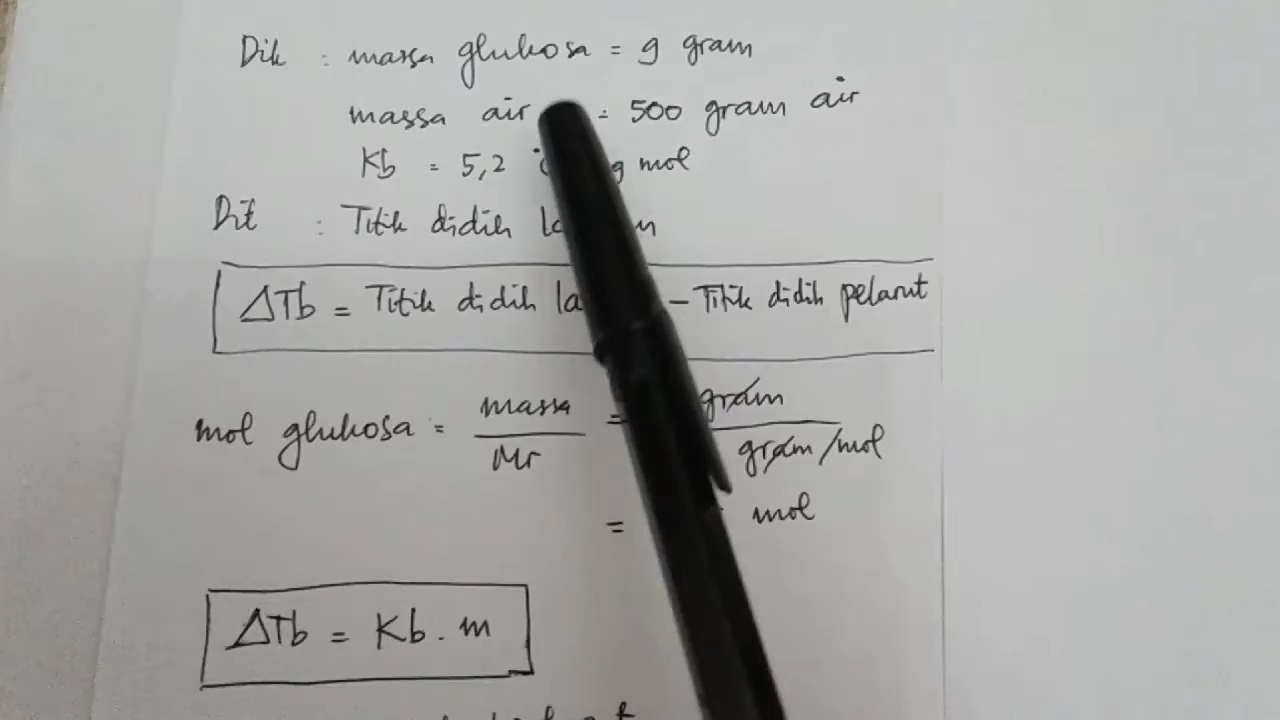 Dik : massa glukosa = 9 gram
massa air = 500 gram air
Kb = 5,2 mol
Dit : Titik didih
ΔTb = Titik didih – Titik didih pelarut
mol glukosa = massa / Mr = gram / gram/mol
= mol
ΔTb = Kb . m